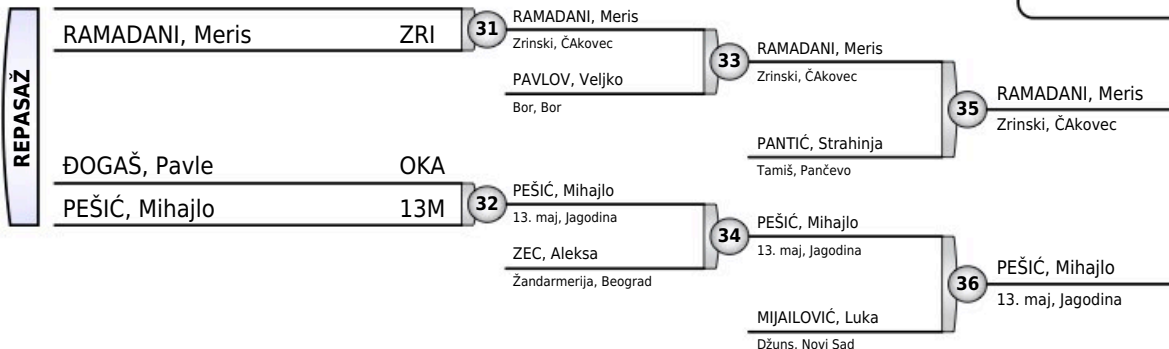 REPASAŽ
RAMADANI, Meris ZRI
31
RAMADANI, Meris
Zrinski, ČAkovec
PAVLOV, Veljko
Bor, Bor
33
RAMADANI, Meris
Zrinski, ČAkovec
PANTIĆ, Strahinja
Tamiš, Pančevo
35
RAMADANI, Meris
Zrinski, ČAkovec
ĐOGAŠ, Pavle OKA
PEŠIĆ, Mihajlo 13M
32
PEŠIĆ, Mihajlo
13. maj, Jagodina
ZEC, Aleksa
Žandarmerija, Beograd
34
PEŠIĆ, Mihajlo
13. maj, Jagodina
MIJAILOVIĆ, Luka
Džuns, Novi Sad
36
PEŠIĆ, Mihajlo
13. maj, Jagodina